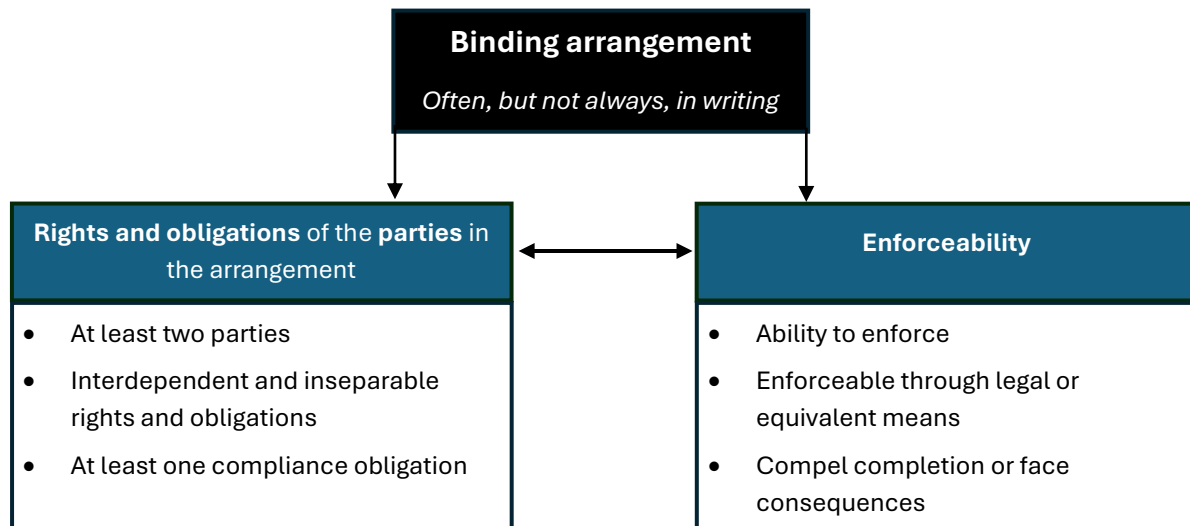 Binding arrangement
Often, but not always, in writing
Rights and obligations of the parties in
the arrangement
• At least two parties
• Interdependent and inseparable
rights and obligations
• At least one compliance obligation
Enforceability
• Ability to enforce
• Enforceable through legal or
equivalent means
• Compel completion or face
consequences